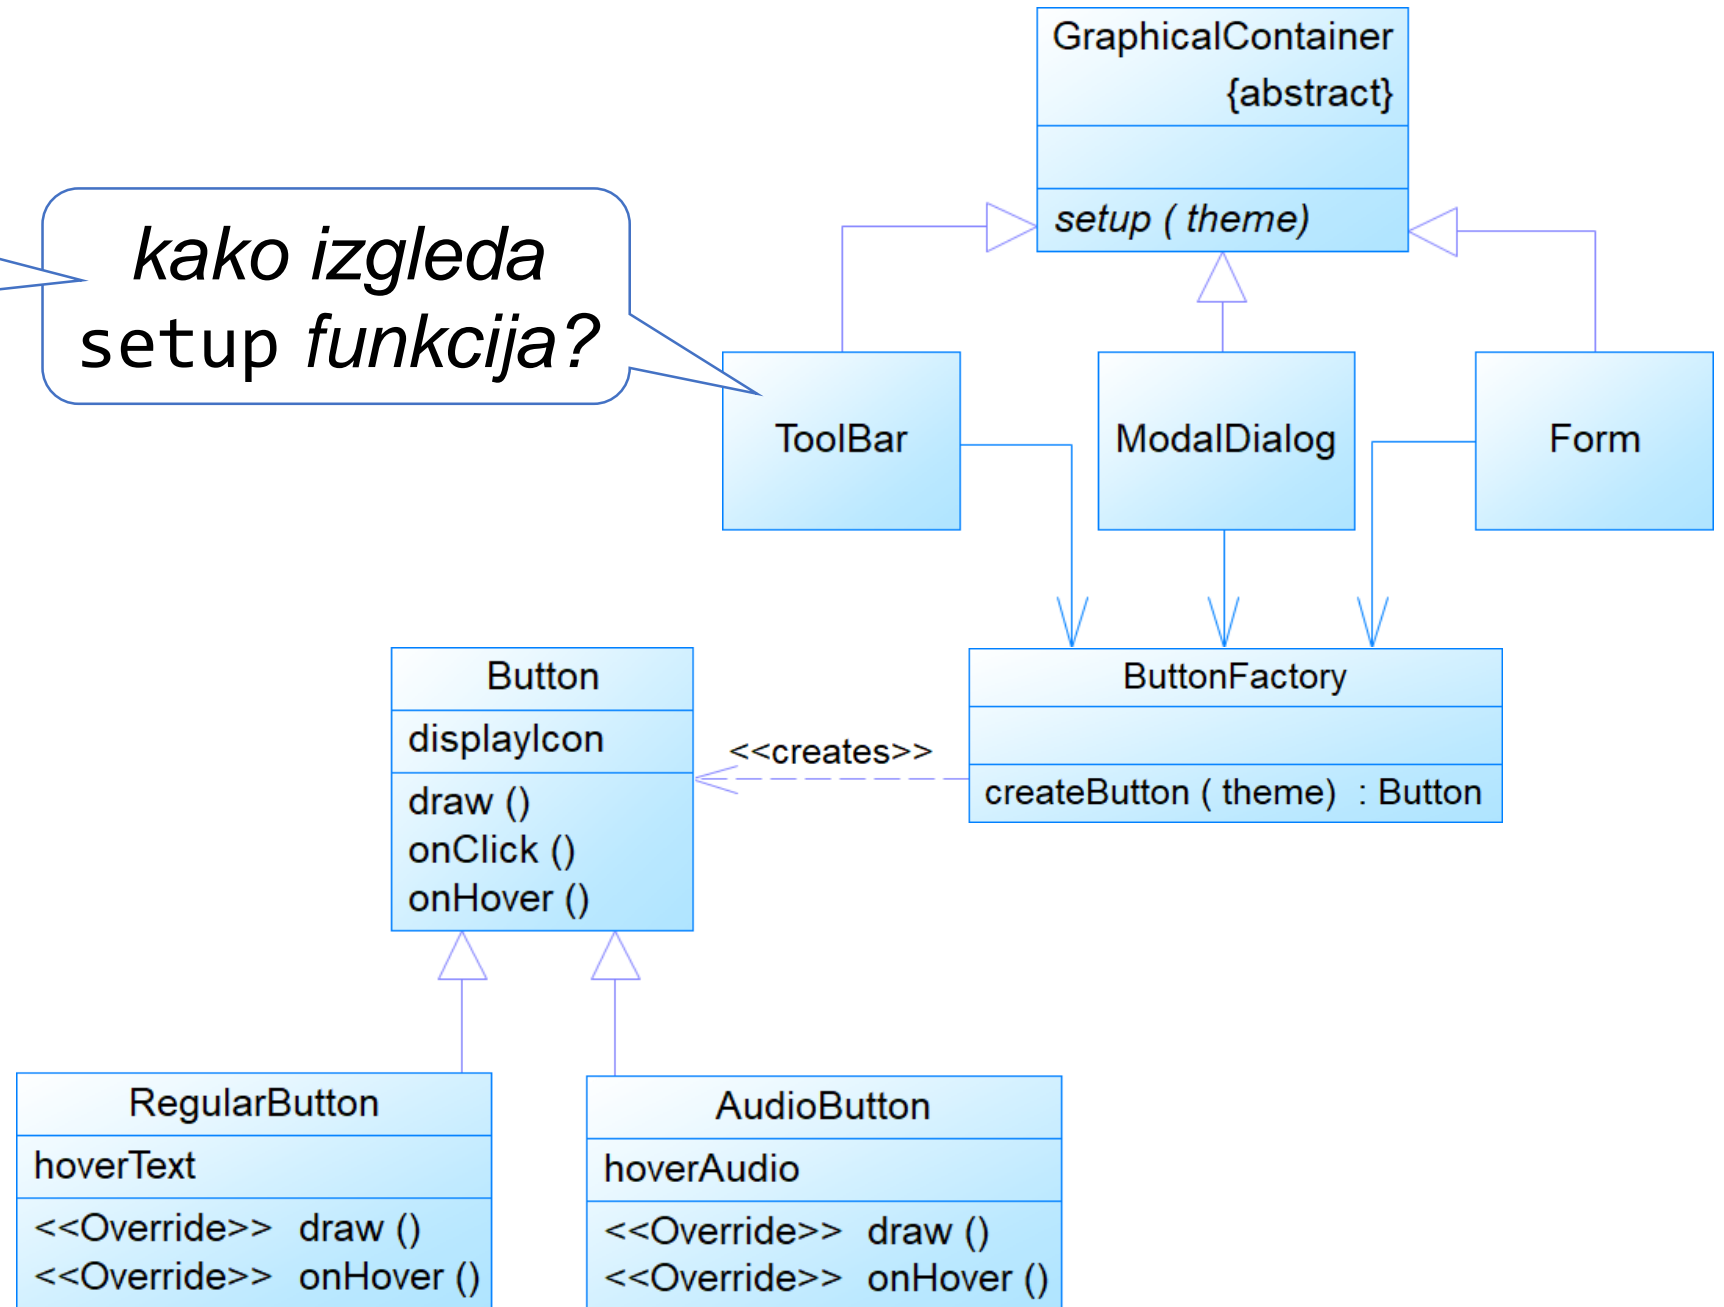 GraphicalContainer
{abstract}
setup ( theme)
kako izgleda
setup funkcija?
ToolBar
ModalDialog
Form
Button
displayIcon
draw ()
onClick ()
onHover ()
<<creates>>
ButtonFactory
createButton ( theme)  : Button
RegularButton
hoverText
<<Override>>  draw ()
<<Override>>  onHover ()
AudioButton
hoverAudio
<<Override>>  draw ()
<<Override>>  onHover ()